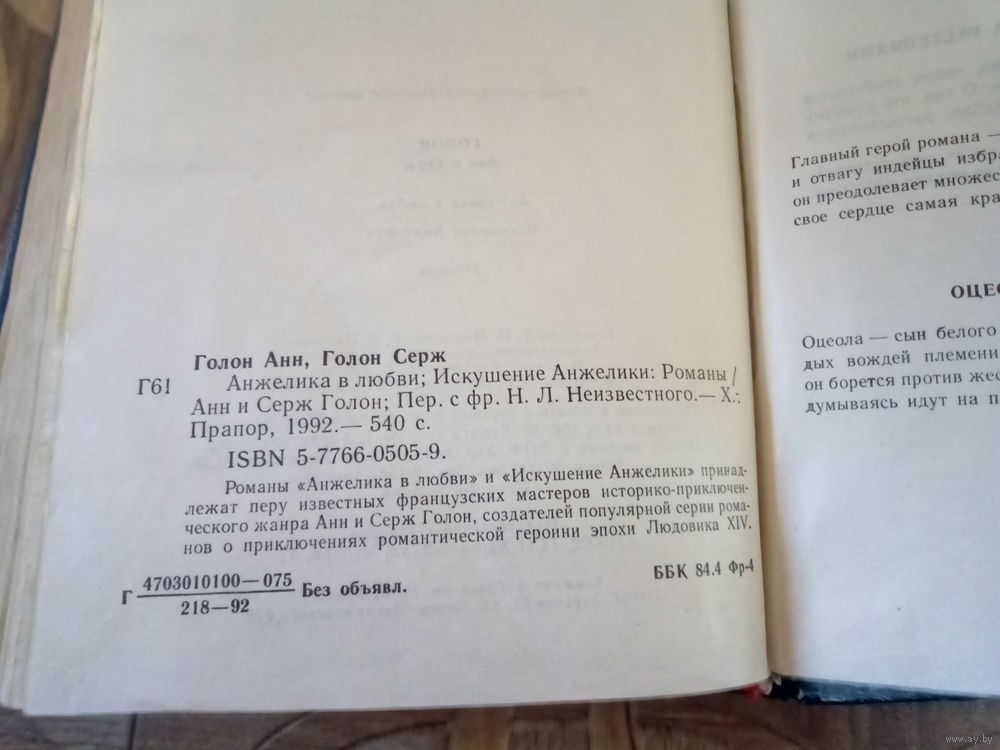 Голон Анн, Голон Серж
Г61
Анжелика в любви; Искушение Анжелики: Романы /
Анн и Серж Голон; Пер. с фр. Н. Л. Неизвестного.— Х.:
Прапор, 1992.— 540 с.
ISBN 5-7766-0505-9.
Романы «Анжелика в любви» и «Искушение Анжелики» принад-
лежат перу известных французских мастеров историко-приключен-
ческого жанра Анн и Серж Голон, создателей популярной серии рома-
нов о приключениях романтической героини эпохи Людовика XIV.
Г 4703010100—075
218—92
Без объявл.
ББК 84.4 Фр-4
Главный герой романа —
и отвагу индейцы избра
он преодолевает множес
свое сердце самая кра
ОЦЕО
Оцеола — сын белого
дых вождей племени
он борется против жес
думываясь идут на п
www.ay.by